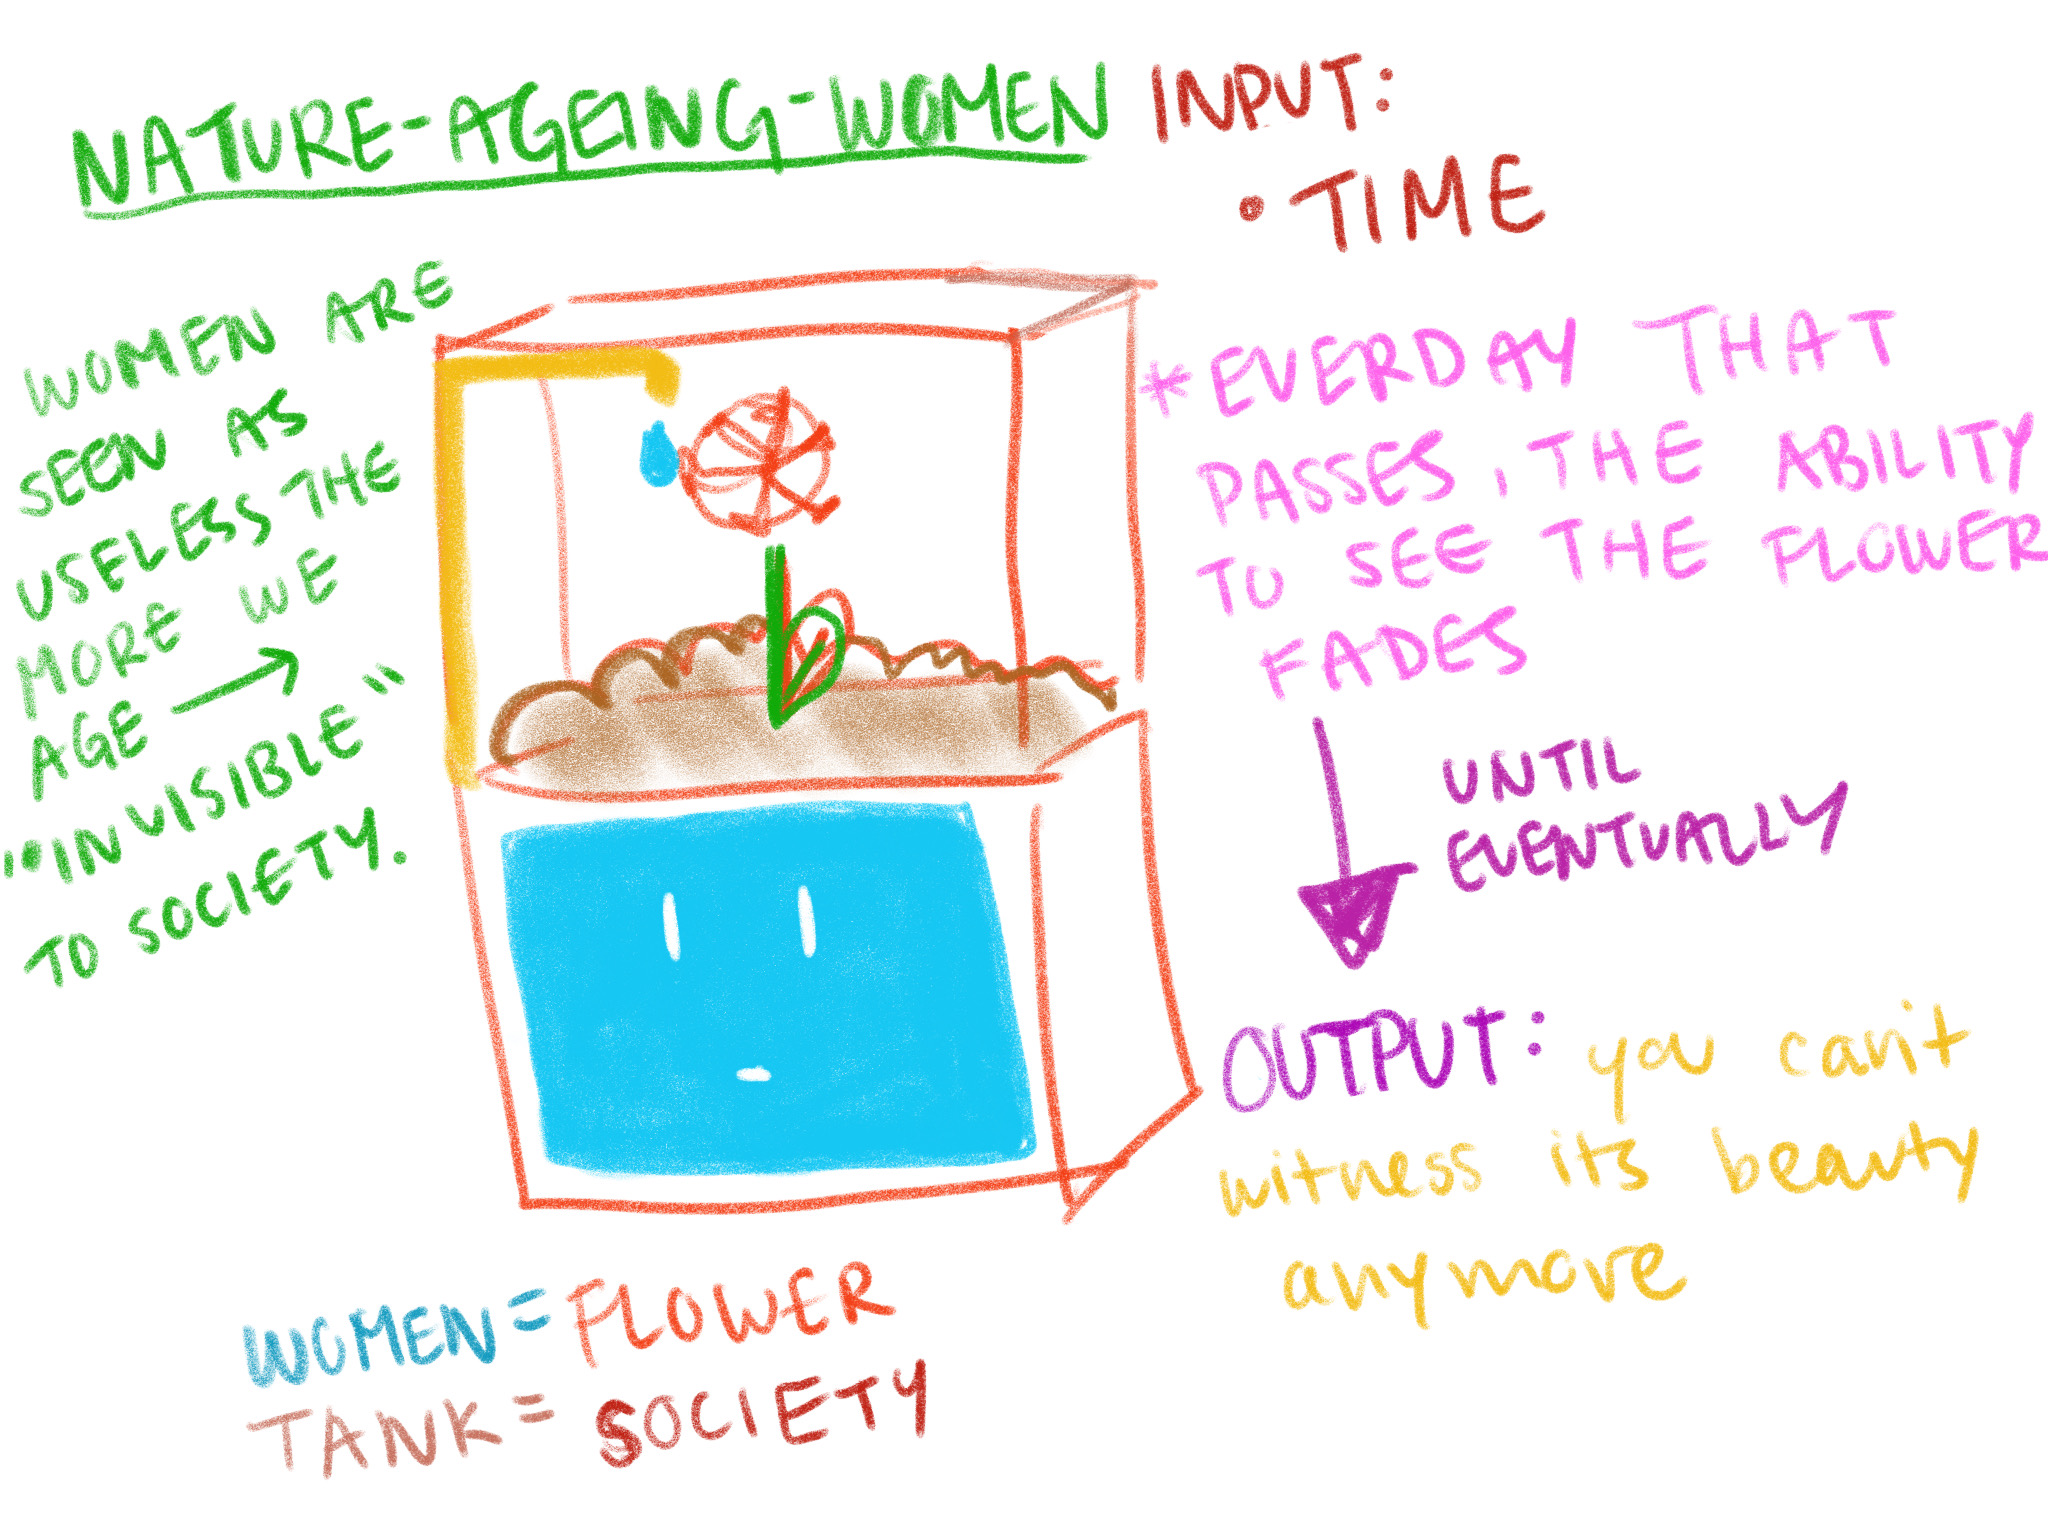 NATURE-AGEING-WOMEN
INPUT:
• TIME
WOMEN ARE
SEEN AS
USELESS THE
MORE WE
AGE →
"INVISIBLE"
TO SOCIETY.
*EVERDAY THAT
PASSES, THE ABILITY
TO SEE THE FLOWER
FADES
UNTIL
EVENTUALLY
OUTPUT: you can't
witness its beauty
anymore
WOMEN = FLOWER
TANK = SOCIETY